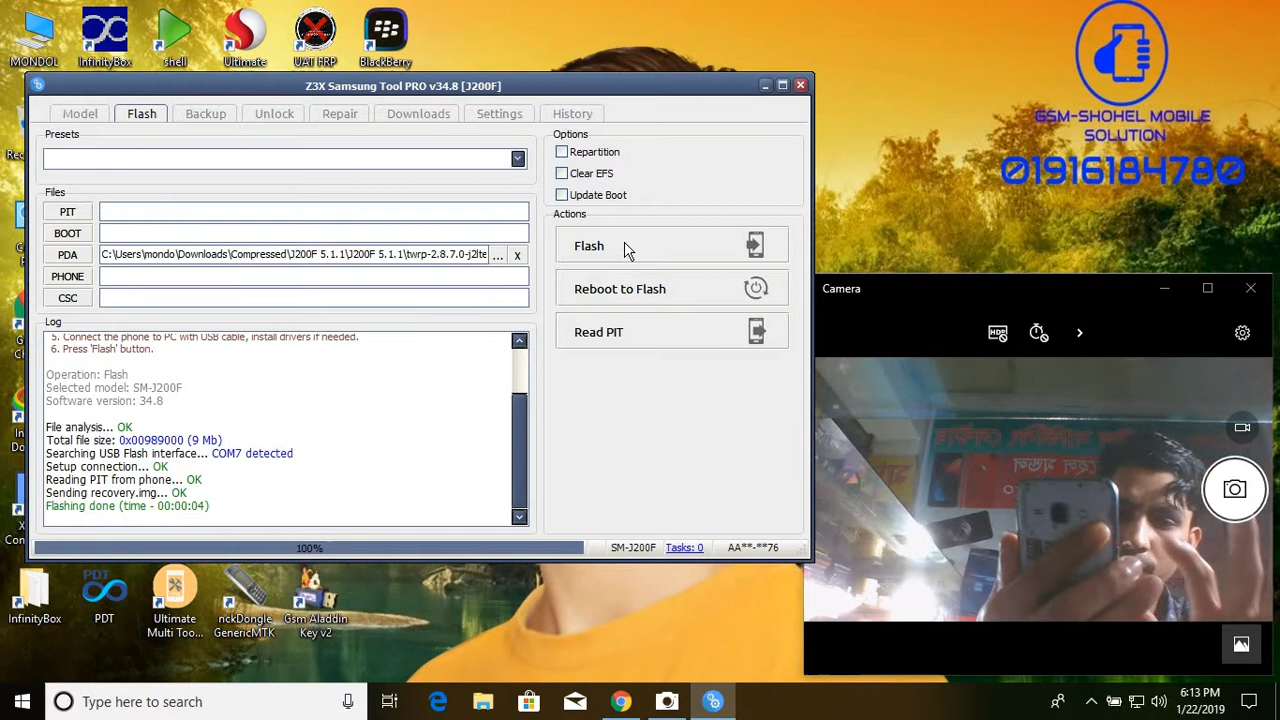 MONDOL
InfinityBox
shell
Ultimate
UAT FRP
BlackBerry
GSM-SHOHEL MOBILE
SOLUTION
01916184780
Z3X Samsung Tool PRO v34.8 [J200F]
Model
Flash
Backup
Unlock
Repair
Downloads
Settings
History
Presets
Files
PIT
BOOT
PDA C:\Users\mondo\Downloads\Compressed\J200F 5.1.1\J200F 5.1.1\twrp-2.8.7.0-j2lte ... x
PHONE
CSC
Options
Repartition
Clear EFS
Update Boot
Actions
Flash
Reboot to Flash
Read PIT
Log
5. Connect the phone to PC with USB cable, install drivers if needed.
6. Press 'Flash' button.
Operation: Flash
Selected model: SM-J200F
Software version: 34.8
File analysis... OK
Total file size: 0x00989000 (9 Mb)
Searching USB Flash interface... COM7 detected
Setup connection... OK
Reading PIT from phone... OK
Sending recovery.img... OK
Flashing done (time - 00:00:04)
100%
SM-J200F
Tasks: 0
AA**-**76
Camera
HDR
InfinityBox
PDT
PDT
Ultimate
Multi Too...
nckDongle
GenericMTK
Gsm Aladdin
Key v2
Type here to search
6:13 PM
1/22/2019